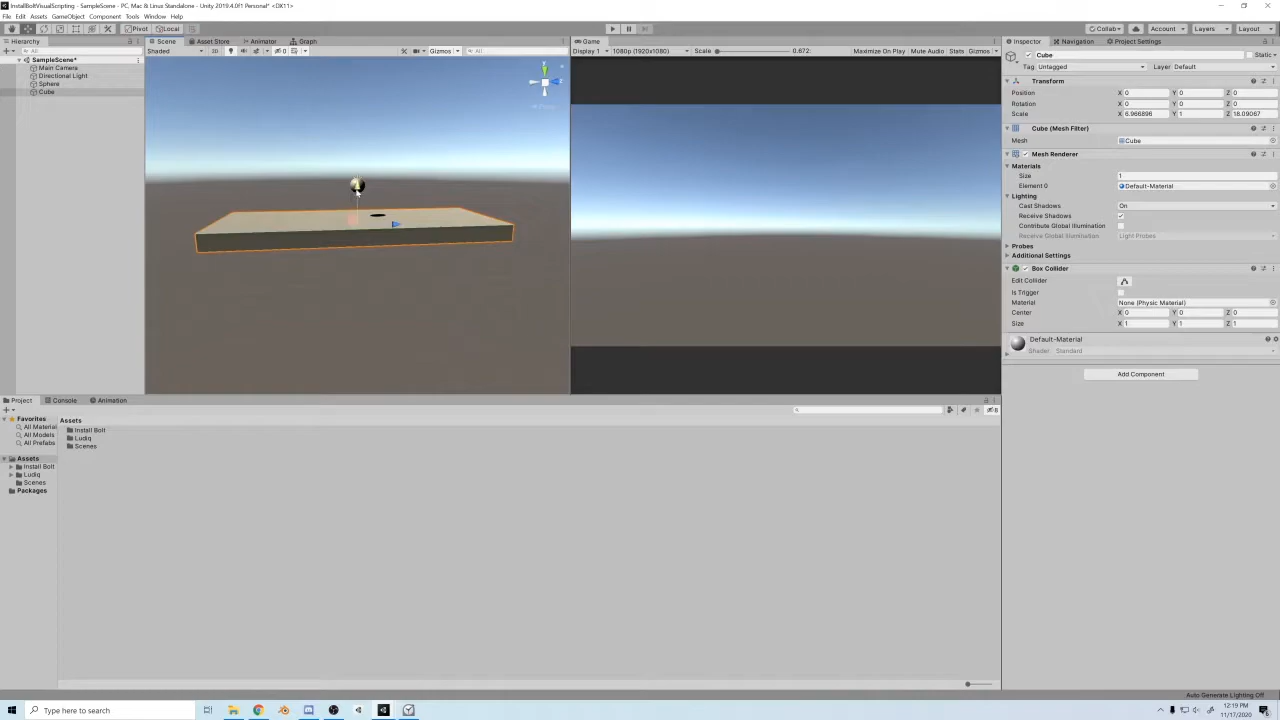 InstallBoltVisualScripting - SampleScene - PC, Mac & Linux Standalone - Unity 2019.4.0f1 Personal* <DX11>
File Edit Assets GameObject Component Tools Window Help
Pivot Local Collab Account Layers Layout
Hierarchy
All
SampleScene*
Main Camera
Directional Light
Sphere
Cube
Scene Asset Store Animator Graph
Shaded 2D 0 Gizmos All
Game
Display 1 1080p (1920x1080) Scale 0.672: Maximize On Play Mute Audio Stats Gizmos
Inspector Navigation Project Settings
Cube Static
Tag Untagged Layer Default
Transform
Position X 0 Y 0 Z 0
Rotation X 0 Y 0 Z 0
Scale X 6.966896 Y 1 Z 18.09067
Cube (Mesh Filter)
Mesh Cube
Mesh Renderer
Materials
Size 1
Element 0 Default-Material
Lighting
Cast Shadows On
Receive Shadows
Contribute Global Illumination
Receive Global Illumination Light Probes
Probes
Additional Settings
Box Collider
Edit Collider
Is Trigger
Material None (Physic Material)
Center X 0 Y 0 Z 0
Size X 1 Y 1 Z 1
Default-Material
Shader Standard
Add Component
Project Console Animation
8
Favorites
All Material
All Models
All Prefabs
Assets
Install Bolt
Ludiq
Scenes
Packages
Assets
Install Bolt
Ludiq
Scenes
Auto Generate Lighting Off
Type here to search
12:19 PM
11/17/2020